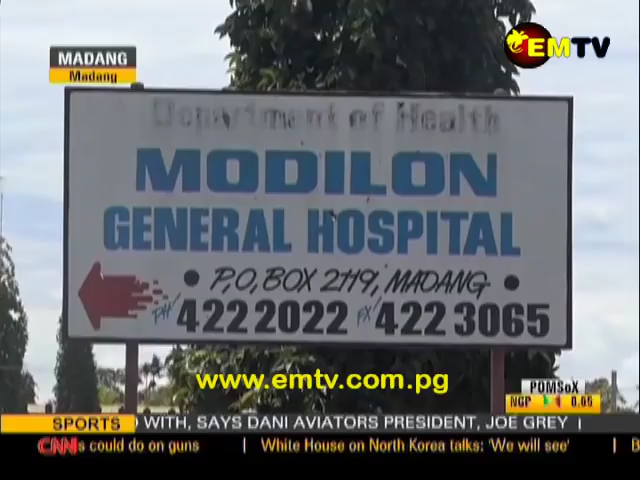 MADANG
Madang
EMTV
Department of Health
MODILON
GENERAL HOSPITAL
• P,O, BOX 2119, MADANG •
PH/ 422 2022 FX/ 422 3065
www.emtv.com.pg
POMSoX
NGP 0.05
SPORTS WITH, SAYS DANI AVIATORS PRESIDENT, JOE GREY |
CNN s could do on guns | White House on North Korea talks: 'We will see' |